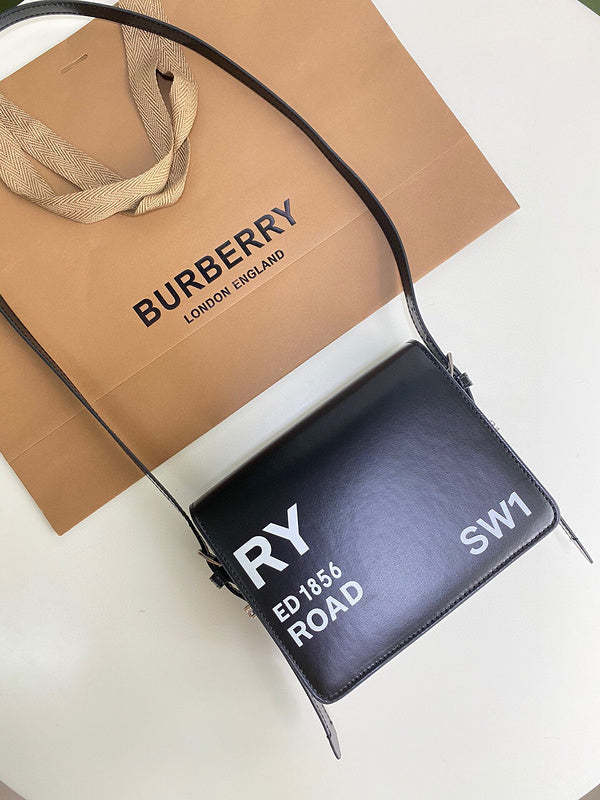 BURBERRY
LONDON ENGLAND
RY
ED 1856
ROAD
SW1